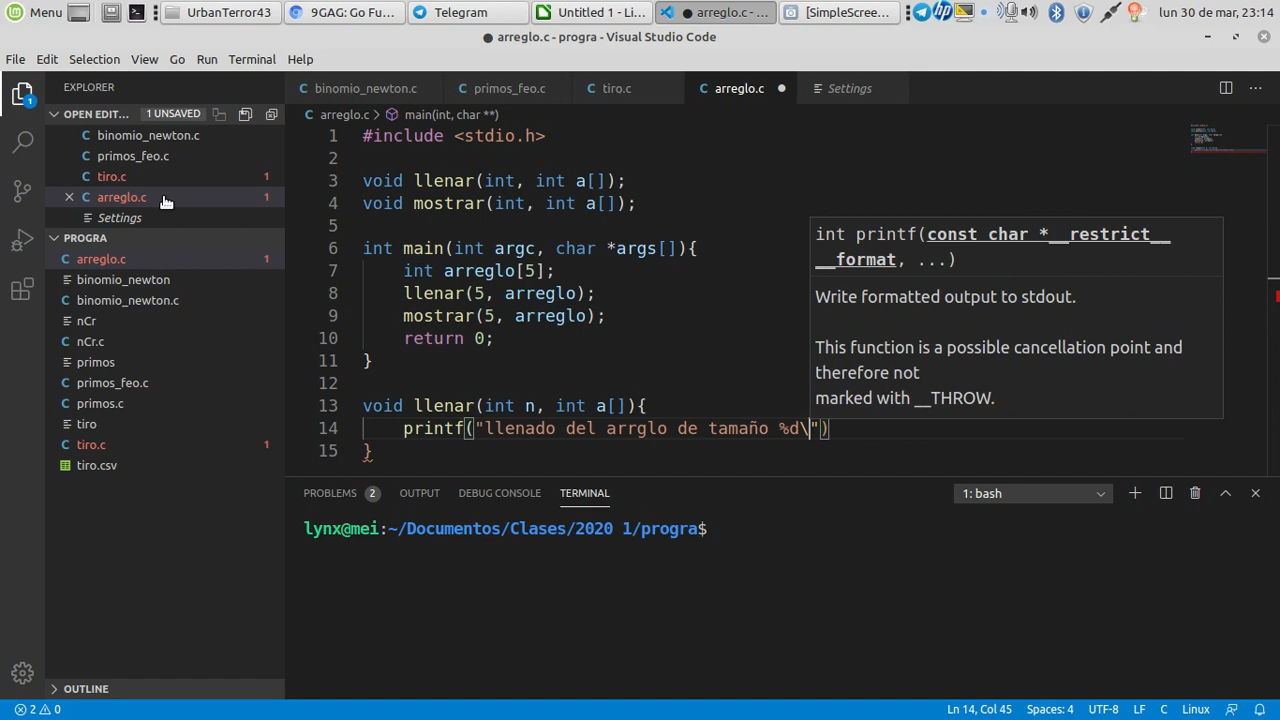 Menu
UrbanTerror43
9GAG: Go Fu...
Telegram
Untitled 1 - Li...
● arreglo.c - ...
[SimpleScree...
lun 30 de mar, 23:14
● arreglo.c - progra - Visual Studio Code
File Edit Selection View Go Run Terminal Help
EXPLORER
OPEN EDIT... 1 UNSAVED
C binomio_newton.c
C primos_feo.c
C tiro.c 1
C arreglo.c 1
Settings
PROGRA
C arreglo.c 1
binomio_newton
C binomio_newton.c
nCr
C nCr.c
primos
C primos_feo.c
C primos.c
tiro
C tiro.c 1
tiro.csv
OUTLINE
C binomio_newton.c
C primos_feo.c
C tiro.c
C arreglo.c ●
Settings
C arreglo.c > main(int, char **)
1 #include <stdio.h>
2
3 void llenar(int, int a[]);
4 void mostrar(int, int a[]);
5
6 int main(int argc, char *args[]){
7 int arreglo[5];
8 llenar(5, arreglo);
9 mostrar(5, arreglo);
10 return 0;
11 }
12
13 void llenar(int n, int a[]){
14 printf("llenado del arrglo de tamaño %d\")
15 }
int printf(const char *__restrict__
__format, ...)
Write formatted output to stdout.
This function is a possible cancellation point and
therefore not
marked with __THROW.
PROBLEMS 2 OUTPUT DEBUG CONSOLE TERMINAL
1: bash
lynx@mei:~/Documentos/Clases/2020 1/progra$
2 0
Ln 14, Col 45 Spaces: 4 UTF-8 LF C Linux